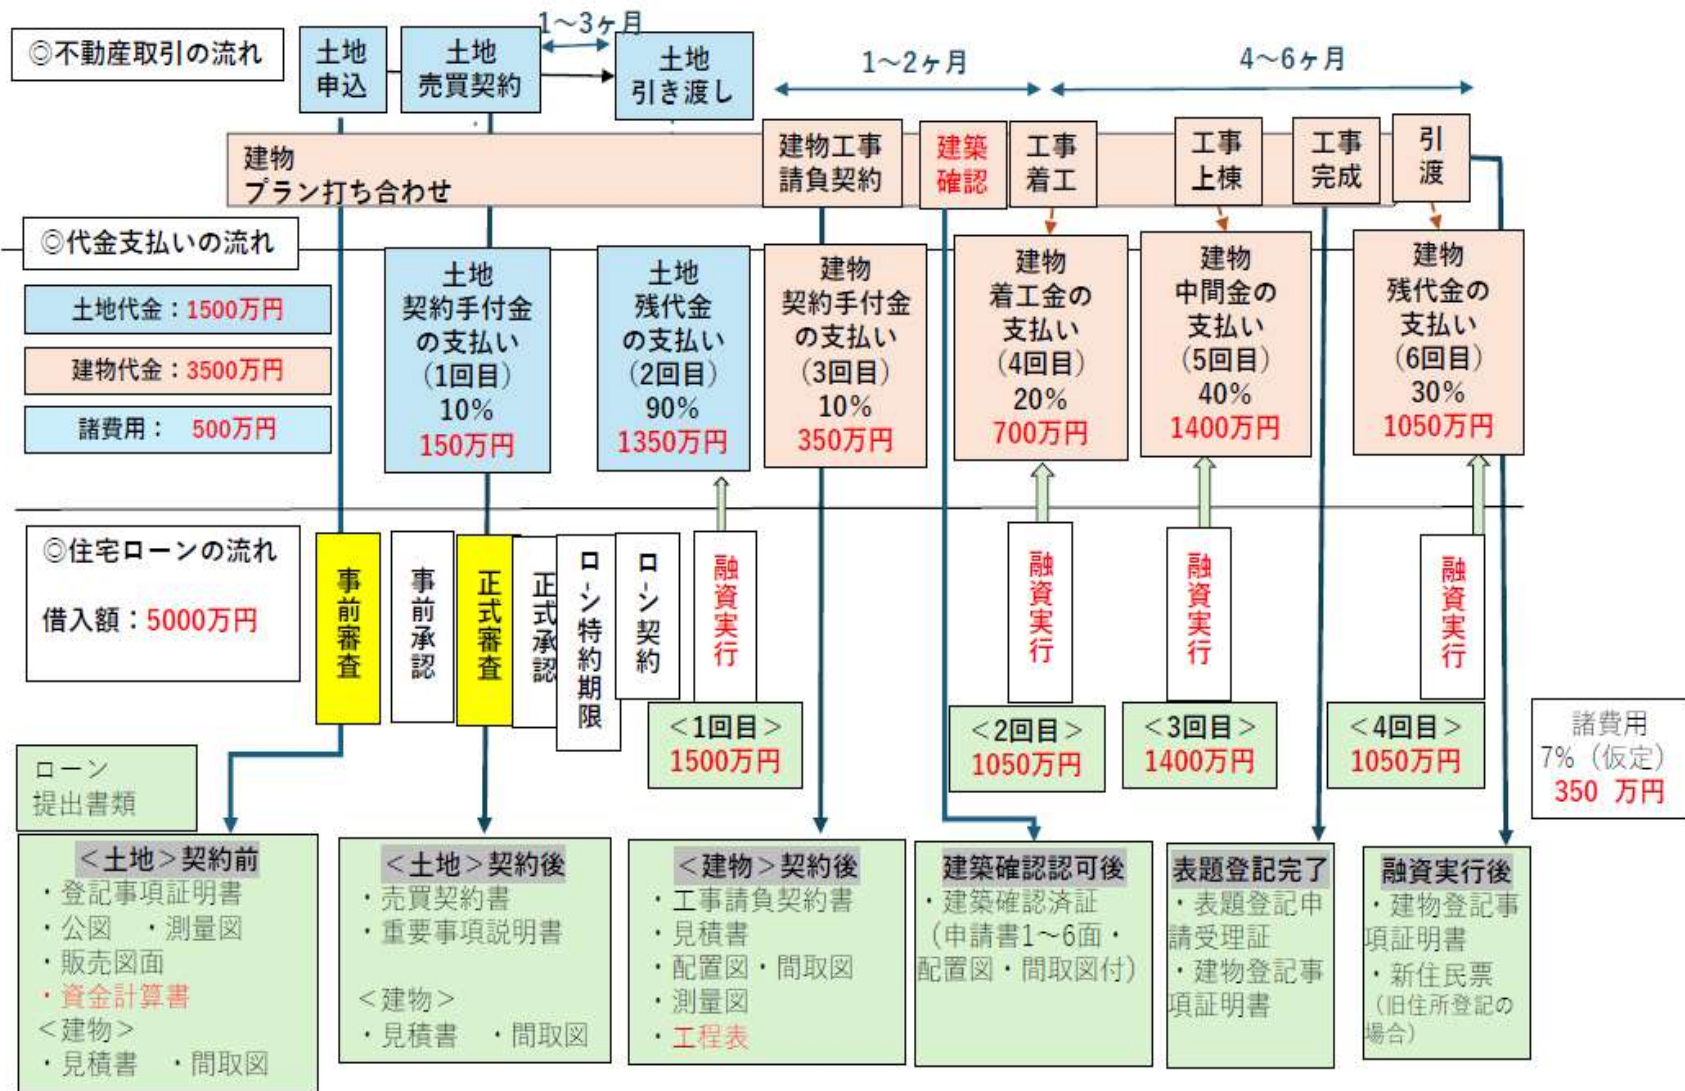 ◎不動産取引の流れ
土地
申込
土地
売買契約
1～3ヶ月
土地
引き渡し
1～2ヶ月
4～6ヶ月
建物
プラン打ち合わせ
建物工事
請負契約
建築
確認
工事
着工
工事
上棟
工事
完成
引
渡
◎代金支払いの流れ
土地代金：1500万円
建物代金：3500万円
諸費用：　500万円
土地
契約手付金
の支払い
（1回目）
10%
150万円
土地
残代金
の支払い
（2回目）
90%
1350万円
建物
契約手付金
の支払い
（3回目）
10%
350万円
建物
着工金の
支払い
（4回目）
20%
700万円
建物
中間金の
支払い
（5回目）
40%
1400万円
建物
残代金の
支払い
（6回目）
30%
1050万円
◎住宅ローンの流れ
借入額：5000万円
事前審査
事前承認
正式審査
正式承認
ローン特約期限
ローン契約
融資実行
融資実行
融資実行
融資実行
＜1回目＞
1500万円
＜2回目＞
1050万円
＜3回目＞
1400万円
＜4回目＞
1050万円
諸費用
7%（仮定）
350 万円
ローン
提出書類
＜土地＞契約前
・登記事項証明書
・公図　・測量図
・販売図面
・資金計算書
＜建物＞
・見積書　・間取図
＜土地＞契約後
・売買契約書
・重要事項説明書
＜建物＞
・見積書　・間取図
＜建物＞契約後
・工事請負契約書
・見積書
・配置図・間取図
・測量図
・工程表
建築確認認可後
・建築確認済証
（申請書1～6面・
配置図・間取図付）
表題登記完了
・表題登記申
請受理証
・建物登記事
項証明書
融資実行後
・建物登記事
項証明書
・新住民票
（旧住所登記の
場合）